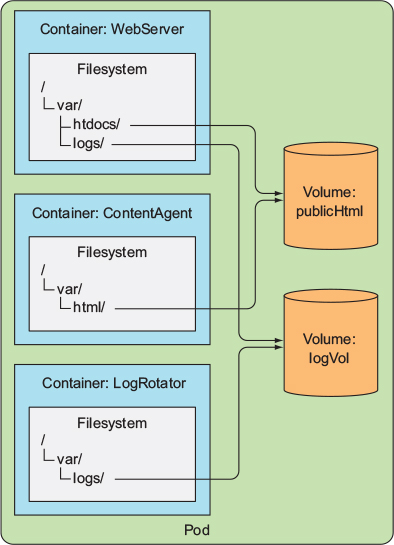 Container: WebServer
Filesystem
/
var/
htdocs/
logs/
Volume:
publicHtml
Container: ContentAgent
Filesystem
/
var/
html/
Volume:
logVol
Container: LogRotator
Filesystem
/
var/
logs/
Pod